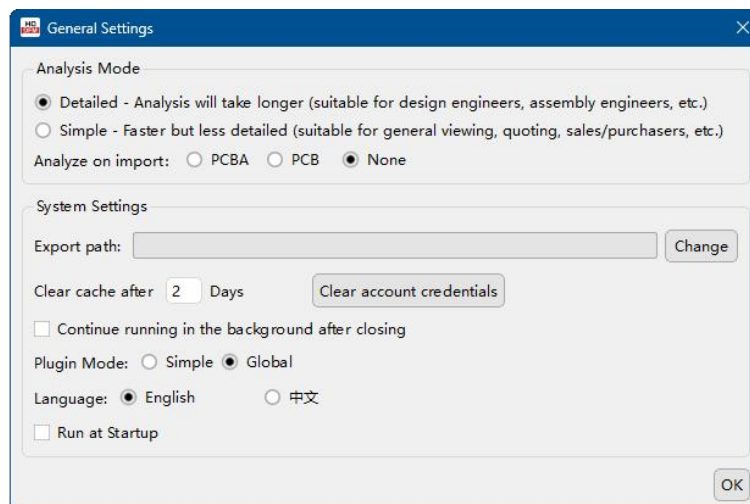 HQ
DFM
General Settings
Analysis Mode
Detailed - Analysis will take longer (suitable for design engineers, assembly engineers, etc.)
Simple - Faster but less detailed (suitable for general viewing, quoting, sales/purchasers, etc.)
Analyze on import: PCBA PCB None
System Settings
Export path: Change
Clear cache after 2 Days Clear account credentials
Continue running in the background after closing
Plugin Mode: Simple Global
Language: English 中文
Run at Startup
OK